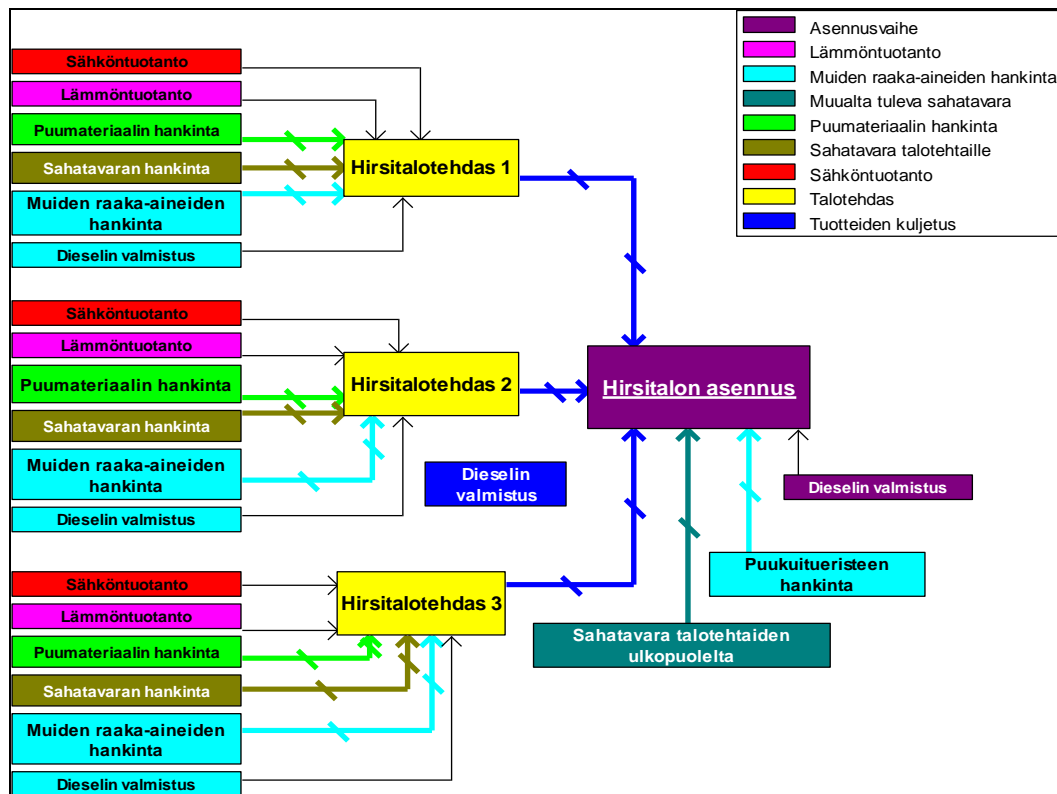 Sähköntuotanto
Lämmöntuotanto
Puumateriaalin hankinta
Sahatavaran hankinta
Muiden raaka-aineiden
hankinta
Dieselin valmistus
Hirsitalotehdas 1
Asennusvaihe
Lämmöntuotanto
Muiden raaka-aineiden hankinta
Muualta tuleva sahatavara
Puumateriaalin hankinta
Sahatavara talotehtaille
Sähköntuotanto
Talotehdas
Tuotteiden kuljetus
Sähköntuotanto
Lämmöntuotanto
Puumateriaalin hankinta
Sahatavaran hankinta
Muiden raaka-aineiden
hankinta
Dieselin valmistus
Hirsitalotehdas 2
Hirsitalon asennus
Dieselin
valmistus
Dieselin valmistus
Puukitueristeen
hankinta
Sahatavara talotehtaiden
ulkopuolelta
Sähköntuotanto
Lämmöntuotanto
Puumateriaalin hankinta
Sahatavaran hankinta
Muiden raaka-aineiden
hankinta
Dieselin valmistus
Hirsitalotehdas 3